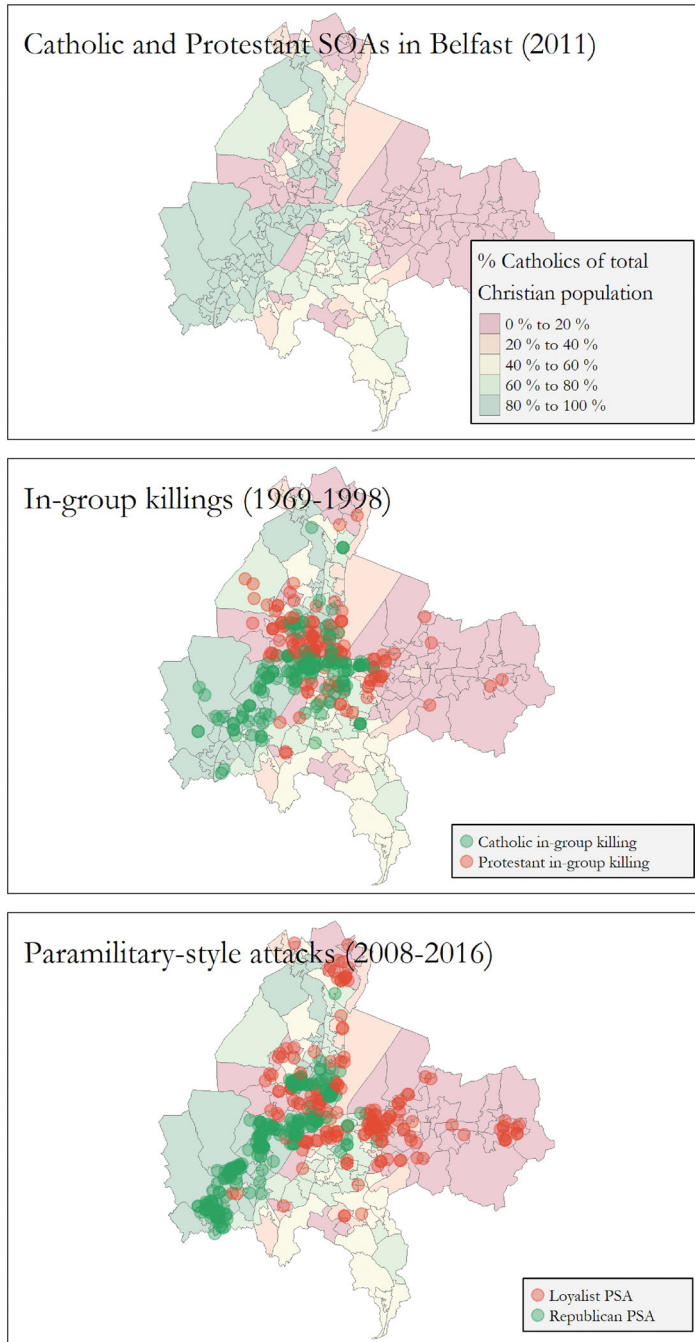 Catholic and Protestant SOAs in Belfast (2011)
% Catholics of total
Christian population
0 % to 20 %
20 % to 40 %
40 % to 60 %
60 % to 80 %
80 % to 100 %
In-group killings (1969-1998)
Catholic in-group killing
Protestant in-group killing
Paramilitary-style attacks (2008-2016)
Loyalist PSA
Republican PSA